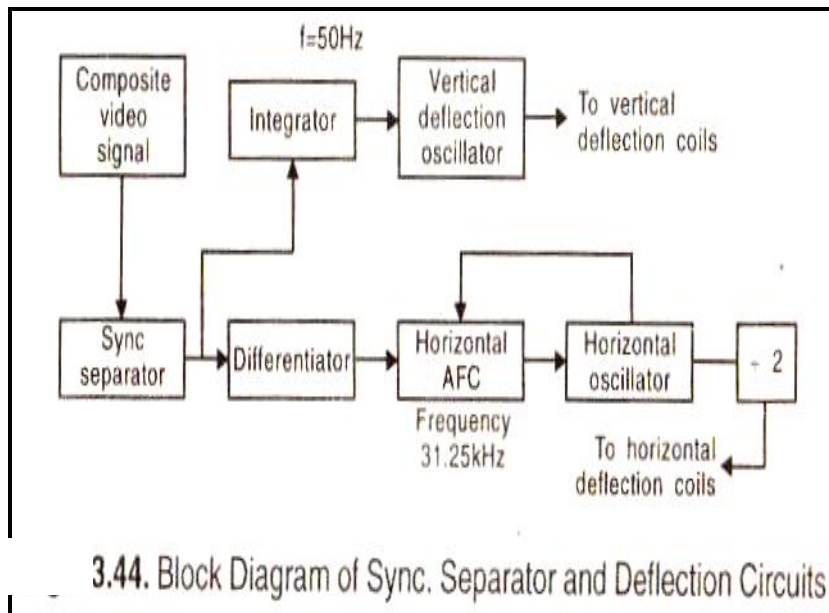 f=50Hz
Composite
video
signal
Integrator
Vertical
deflection
oscillator
To vertical
deflection coils
Sync
separator
Differentiator
Horizontal
AFC
Frequency
31.25kHz
Horizontal
oscillator
÷ 2
To horizontal
deflection coils
3.44. Block Diagram of Sync. Separator and Deflection Circuits